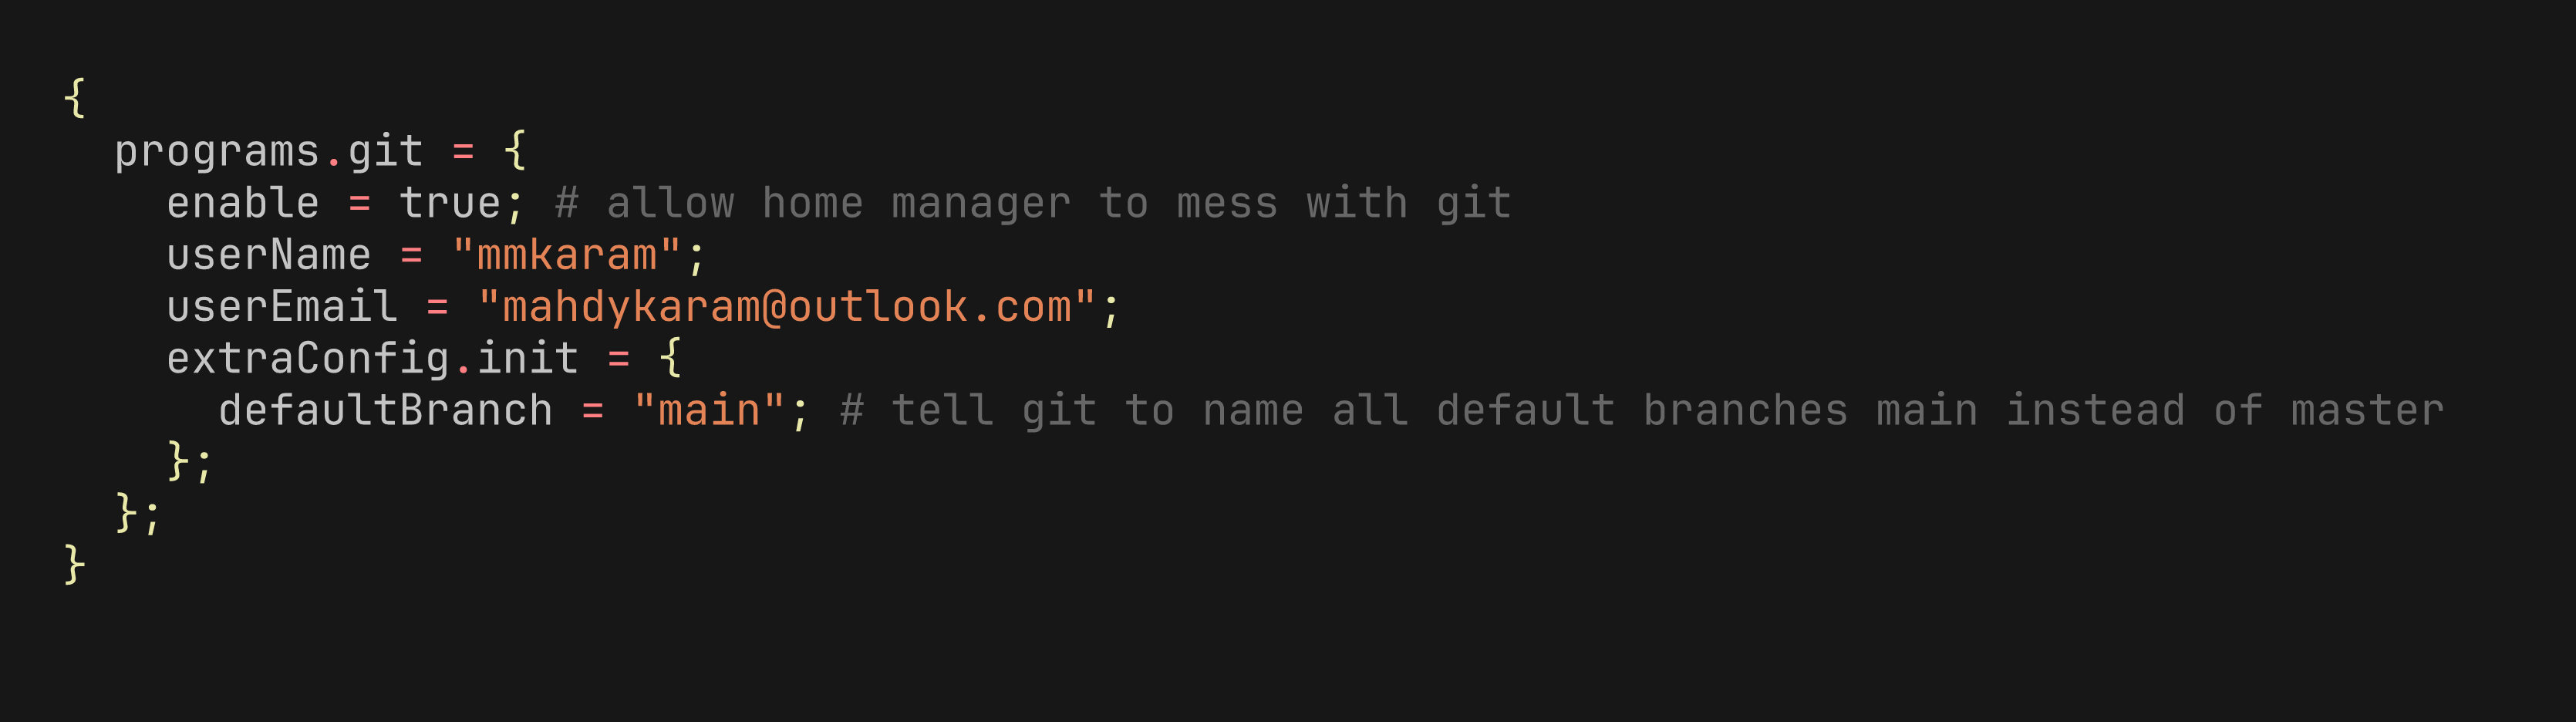 {
  programs.git = {
    enable = true; # allow home manager to mess with git
    userName = "mmkaram";
    userEmail = "mahdykaram@outlook.com";
    extraConfig.init = {
      defaultBranch = "main"; # tell git to name all default branches main instead of master
    };
  };
}